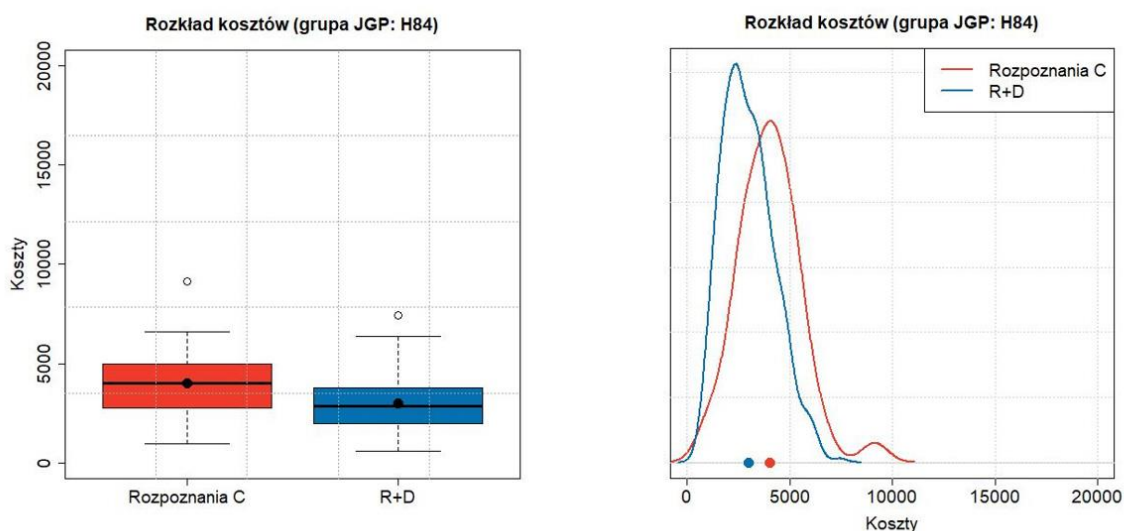 Rozkład kosztów (grupa JGP: H84)
Koszty
20000
15000
10000
5000
0
Rozpoznania C
R+D
Rozkład kosztów (grupa JGP: H84)
Rozpoznania C
R+D
0
5000
10000
15000
20000
Koszty